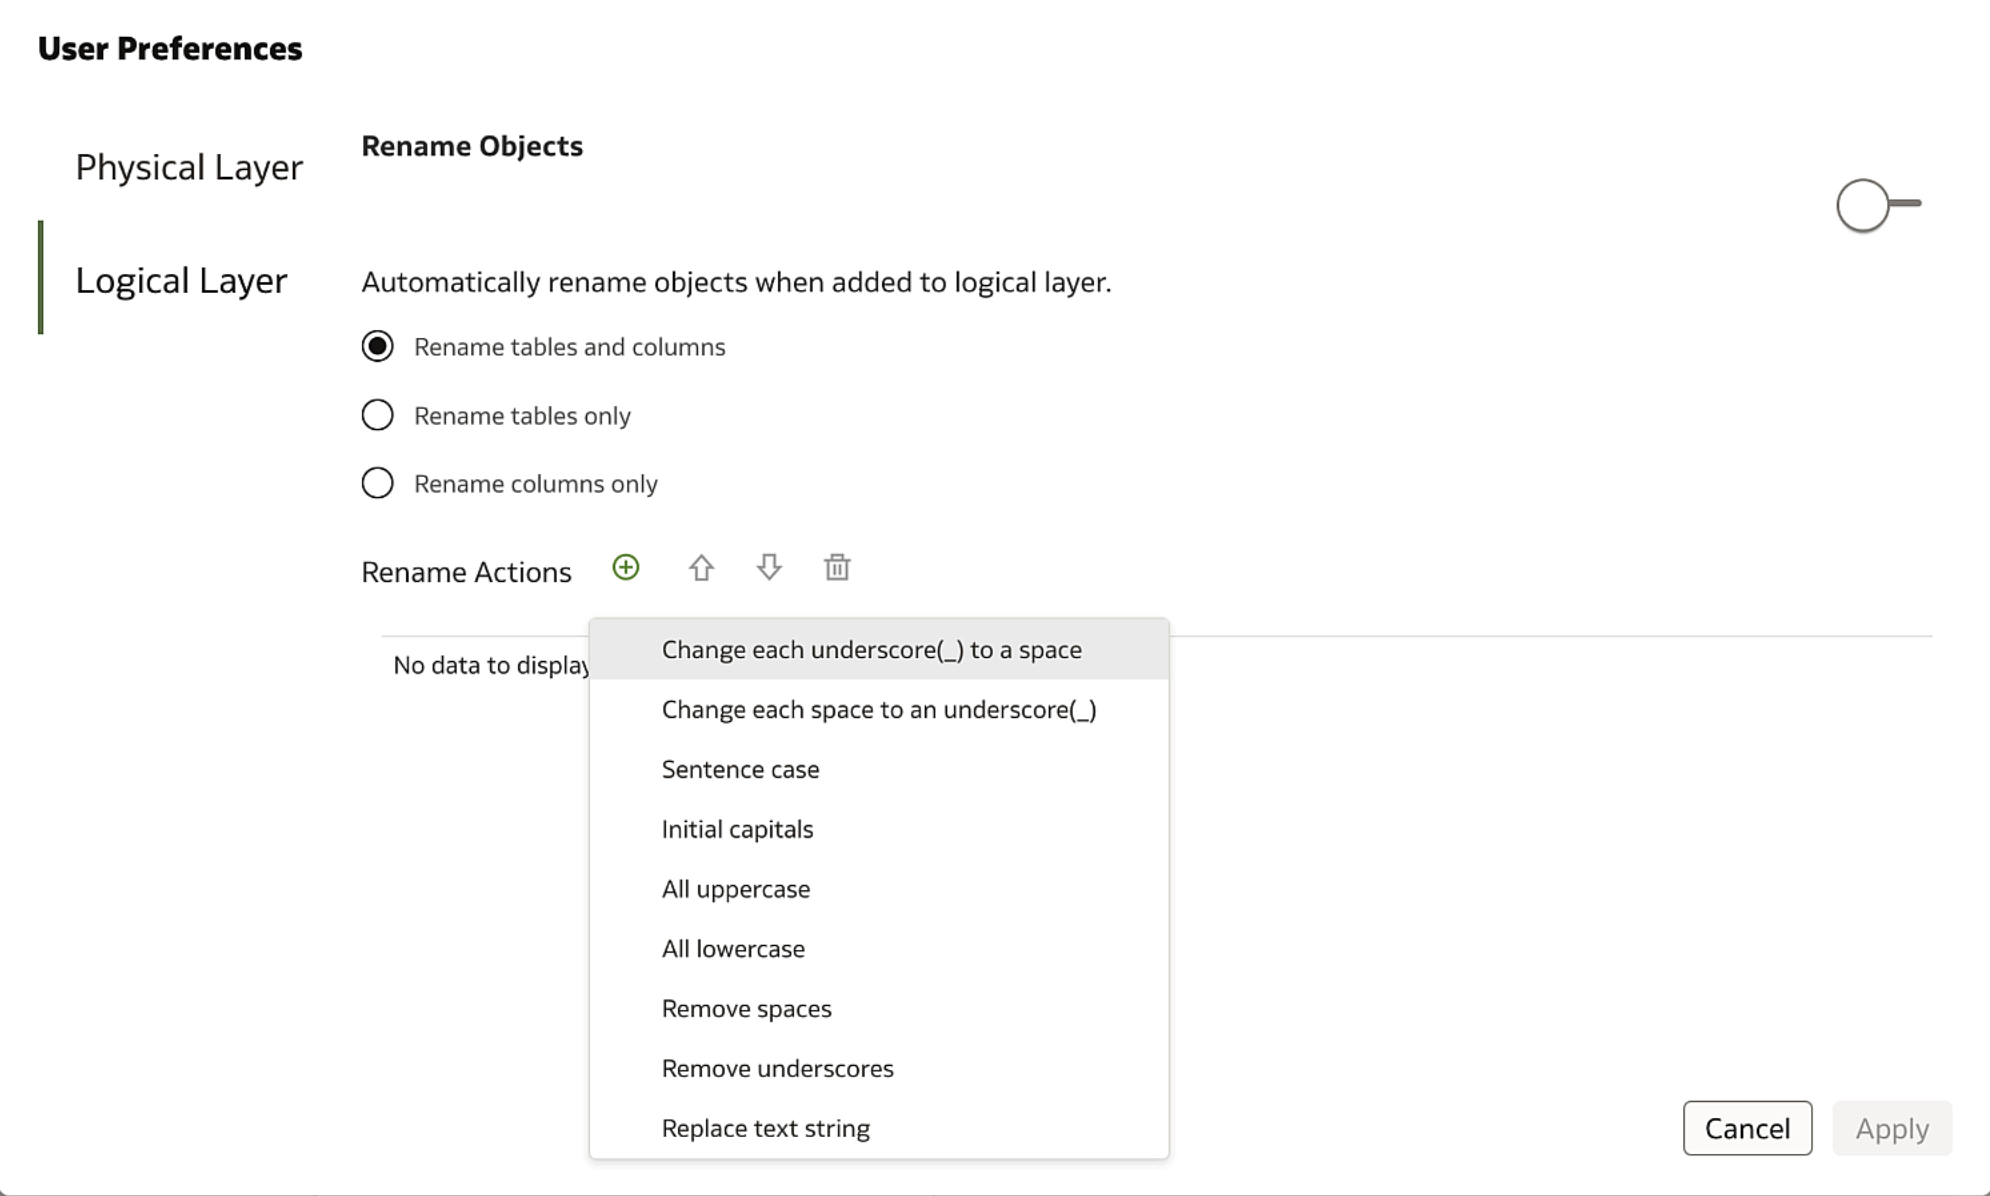 User Preferences
Physical Layer
Logical Layer
Rename Objects
Automatically rename objects when added to logical layer.
Rename tables and columns
Rename tables only
Rename columns only
Rename Actions
No data to display
Change each underscore(_) to a space
Change each space to an underscore(_)
Sentence case
Initial capitals
All uppercase
All lowercase
Remove spaces
Remove underscores
Replace text string
Cancel
Apply